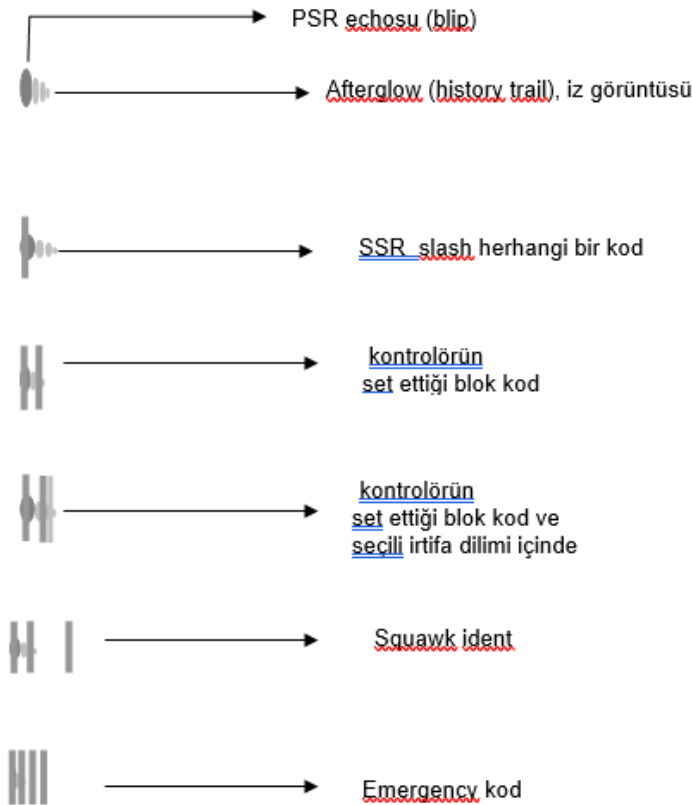 PSR echosu (blip)
Afterglow (history trail), iz görüntüsü
SSR slash herhangi bir kod
kontrolörün
set ettiği blok kod
kontrolörün
set ettiği blok kod ve
seçili irtifa dilimi içinde
Squawk ident
Emergency kod